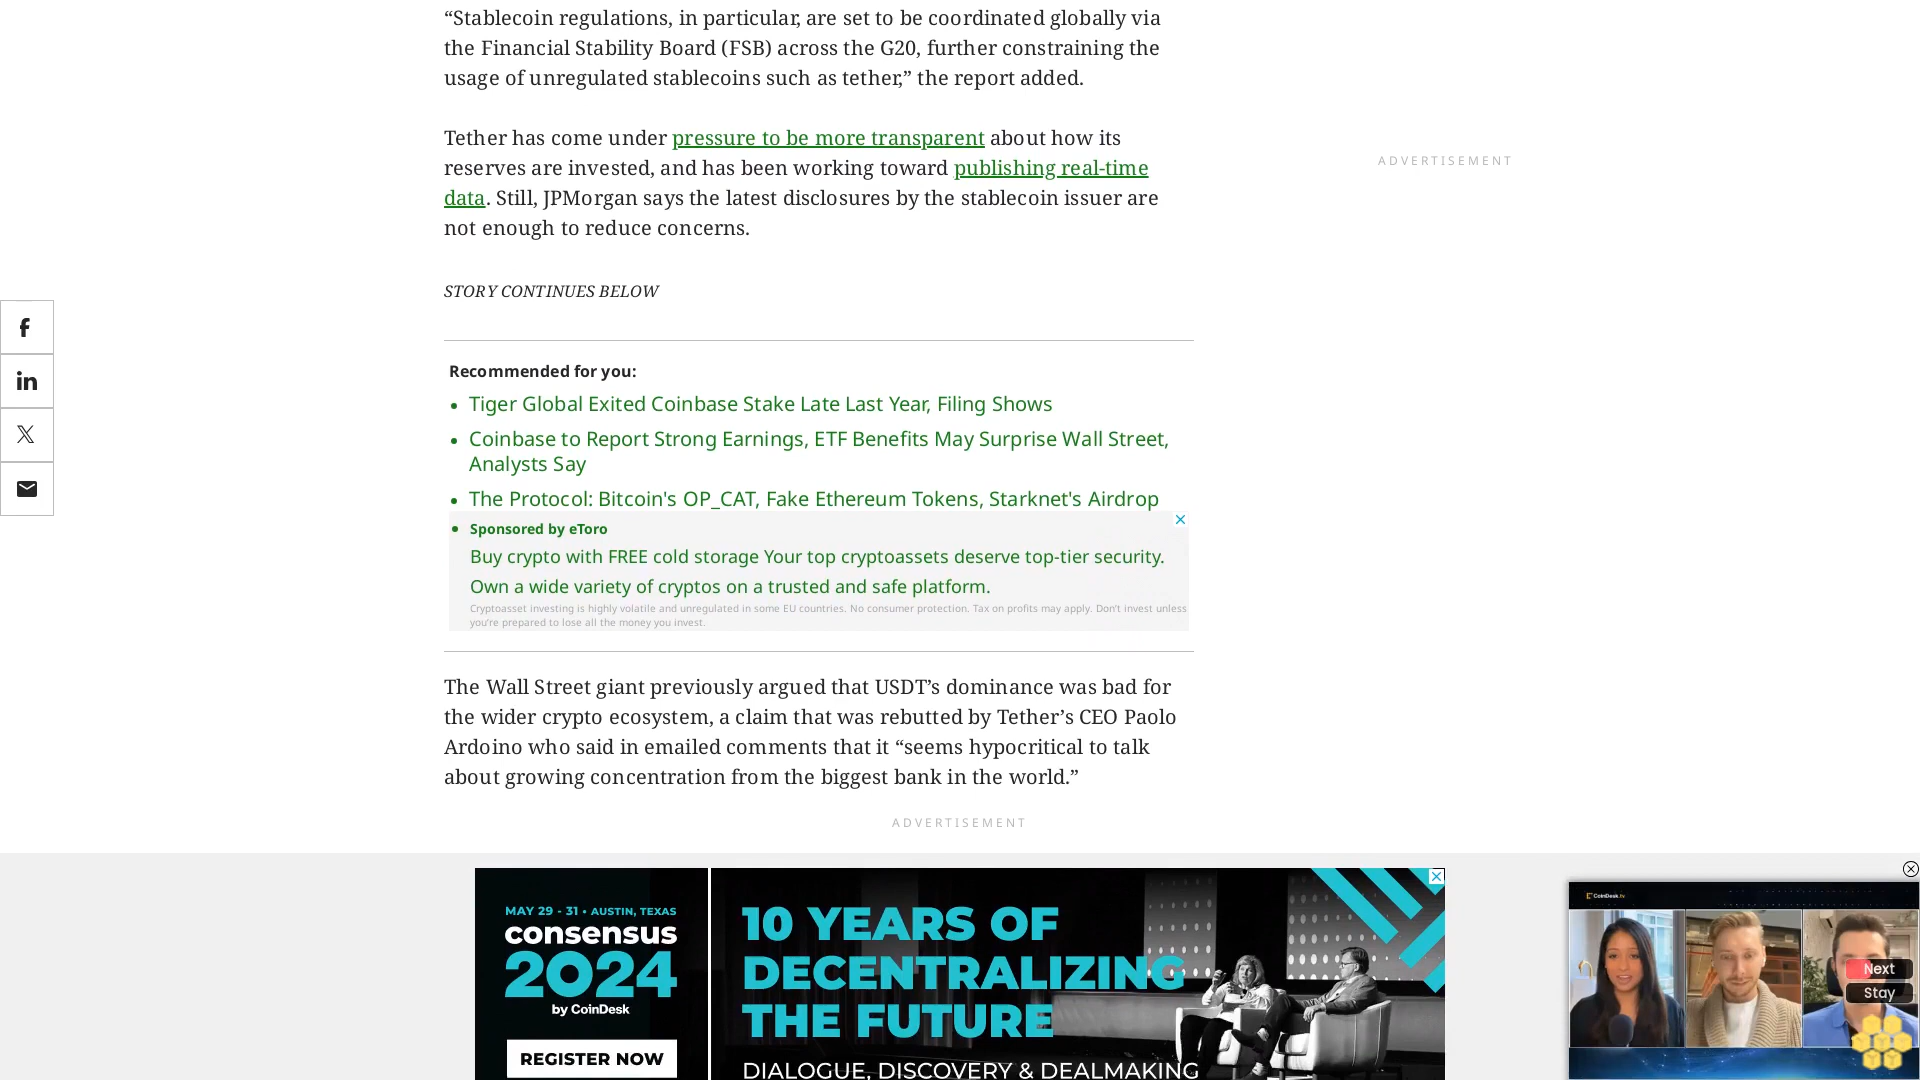 “Stablecoin regulations, in particular, are set to be coordinated globally via
the Financial Stability Board (FSB) across the G20, further constraining the
usage of unregulated stablecoins such as tether,” the report added.
Tether has come under pressure to be more transparent about how its
reserves are invested, and has been working toward publishing real-time
data. Still, JPMorgan says the latest disclosures by the stablecoin issuer are
not enough to reduce concerns.
ADVERTISEMENT
STORY CONTINUES BELOW
Recommended for you:
Tiger Global Exited Coinbase Stake Late Last Year, Filing Shows
Coinbase to Report Strong Earnings, ETF Benefits May Surprise Wall Street,
Analysts Say
The Protocol: Bitcoin's OP_CAT, Fake Ethereum Tokens, Starknet's Airdrop
Sponsored by eToro
Buy crypto with FREE cold storage Your top cryptoassets deserve top-tier security.
Own a wide variety of cryptos on a trusted and safe platform.
Cryptoasset investing is highly volatile and unregulated in some EU countries. No consumer protection. Tax on profits may apply. Don’t invest unless
you’re prepared to lose all the money you invest.
The Wall Street giant previously argued that USDT’s dominance was bad for
the wider crypto ecosystem, a claim that was rebutted by Tether’s CEO Paolo
Ardoino who said in emailed comments that it “seems hypocritical to talk
about growing concentration from the biggest bank in the world.”
ADVERTISEMENT
MAY 29 - 31 • AUSTIN, TEXAS
consensus
2024
by CoinDesk
REGISTER NOW
10 YEARS OF
DECENTRALIZING
THE FUTURE
DIALOGUE, DISCOVERY & DEALMAKING
CoinDesk.tv
Next
Stay